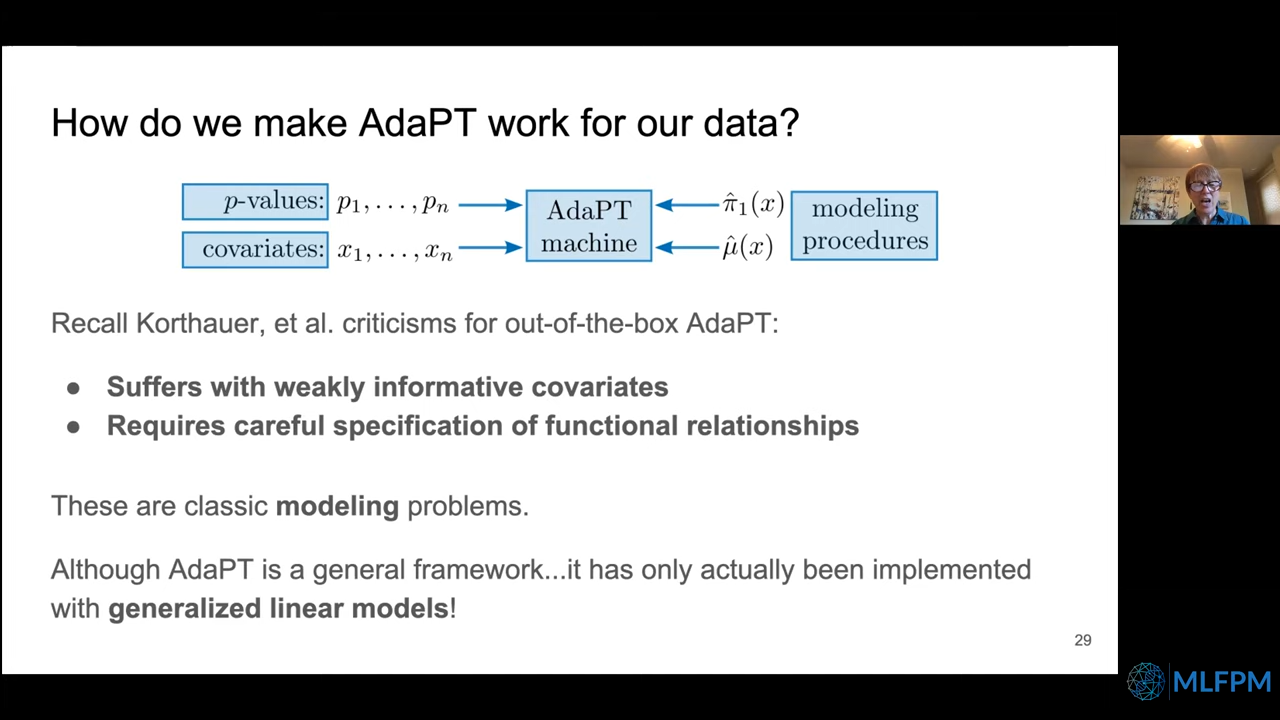 How do we make AdaPT work for our data?
p-values: p₁, . . . , pₙ
AdaPT
machine
π̂₁(x)
modeling
procedures
covariates: x₁, . . . , xₙ
μ̂(x)
Recall Korthauer, et al. criticisms for out-of-the-box AdaPT:
● Suffers with weakly informative covariates
● Requires careful specification of functional relationships
These are classic modeling problems.
Although AdaPT is a general framework...it has only actually been implemented
with generalized linear models!
29
MLFPM